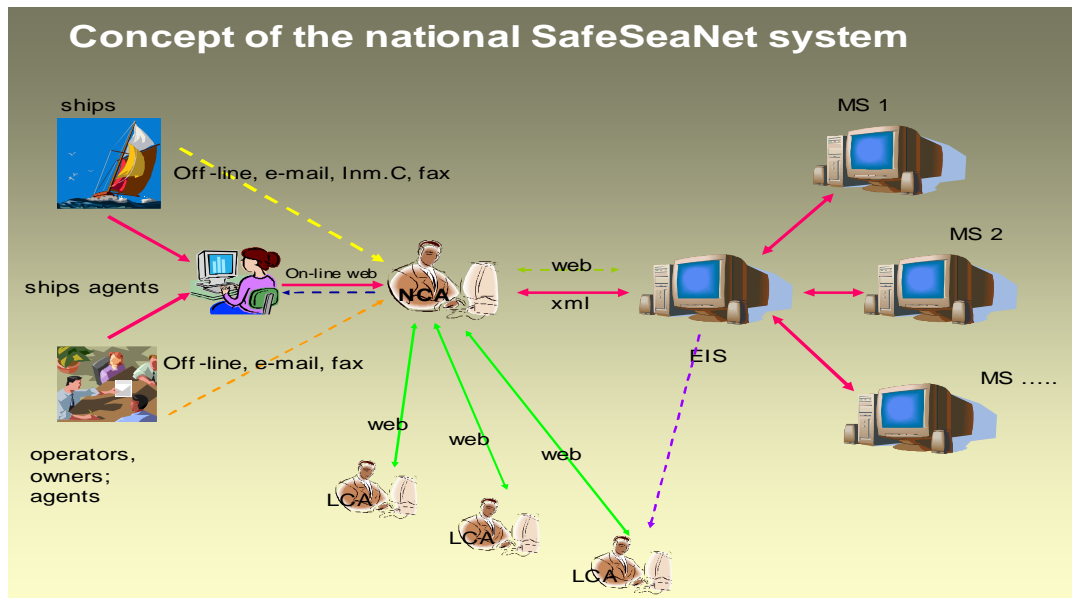 Concept of the national SafeSeaNet system
ships
MS 1
Off-line, e-mail, Inm.C, fax
MS 2
On-line web
web
ships agents
NCA
xml
EIS
Off-line, e-mail, fax
MS .....
web
web
web
operators,
owners;
agents
LCA
LCA
LCA